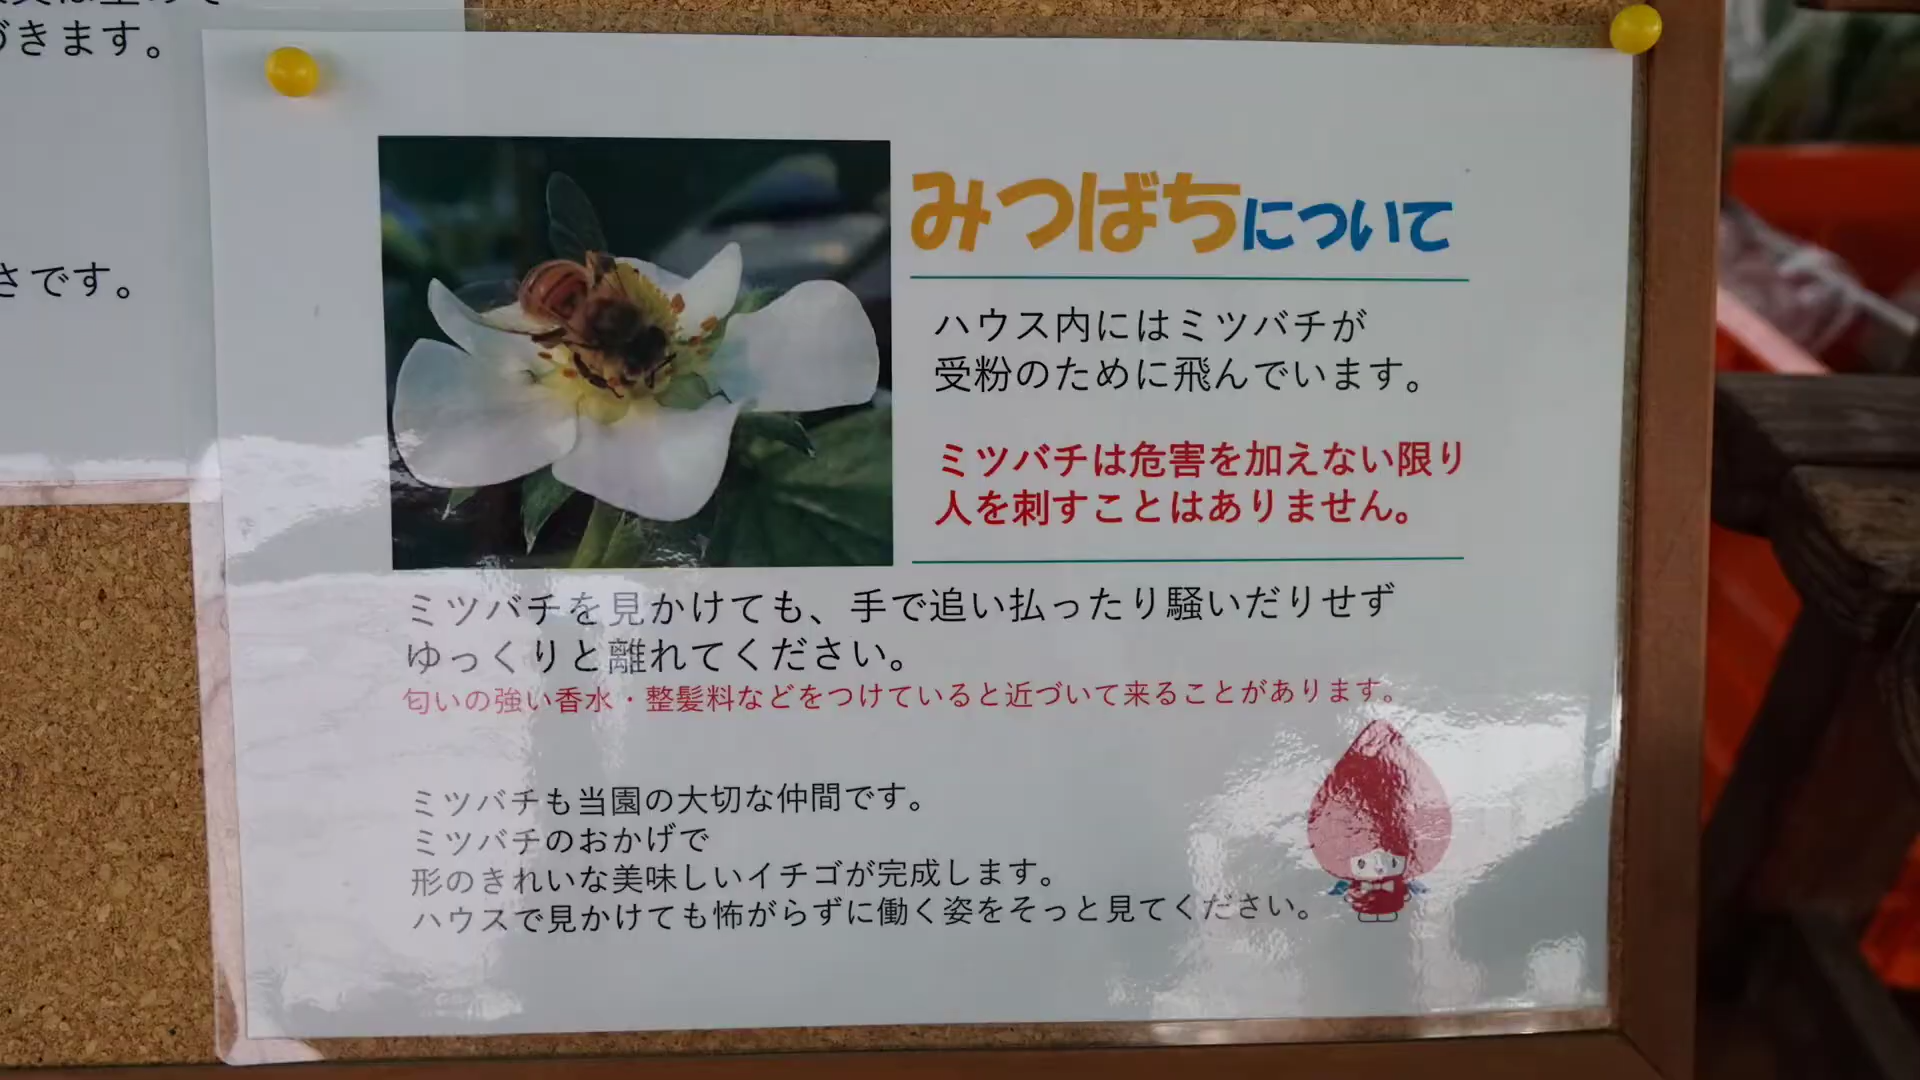 づきます。
さです。
みつばちについて
ハウス内にはミツバチが
受粉のために飛んでいます。
ミツバチは危害を加えない限り
人を刺すことはありません。
ミツバチを見かけても、手で追い払ったり騒いだりせず
ゆっくりと離れてください。
匂いの強い香水・整髪料などをつけていると近づいて来ることがあります。
ミツバチも当園の大切な仲間です。
ミツバチのおかげで
形のきれいな美味しいイチゴが完成します。
ハウスで見かけても怖がらずに働く姿をそっと見てください。